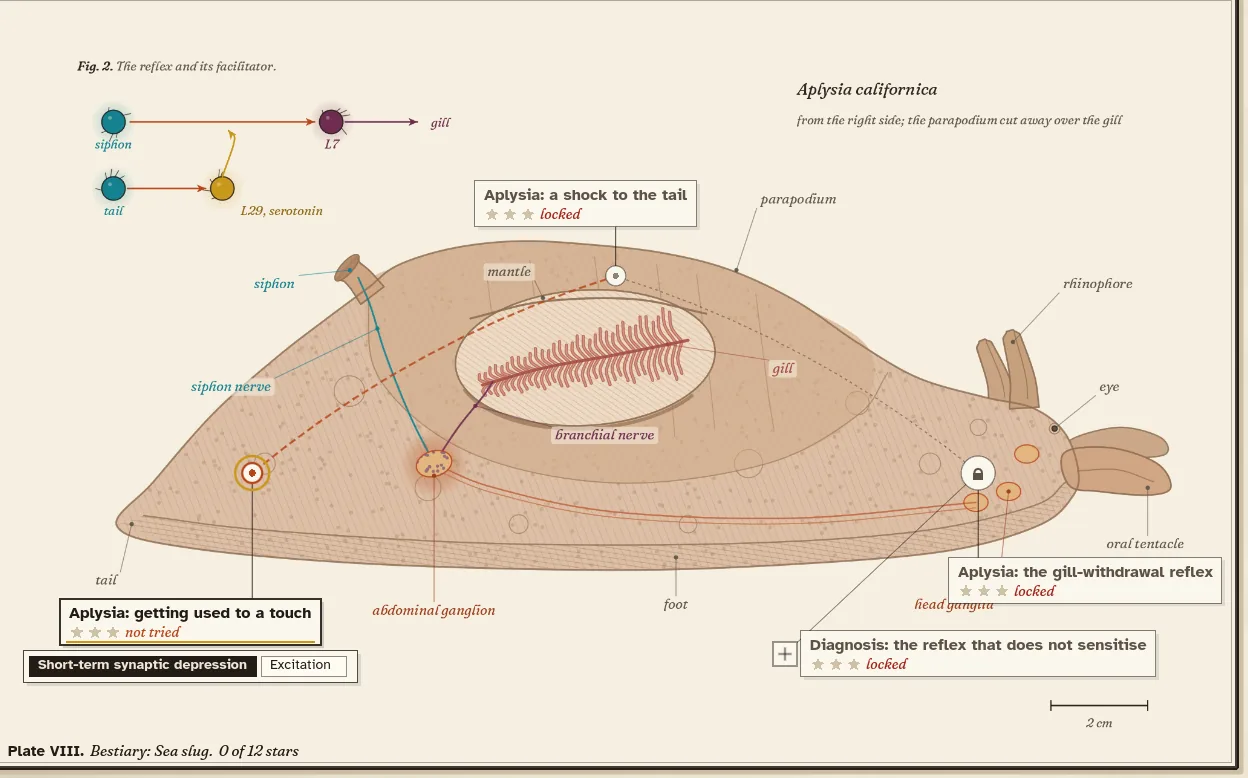 Fig. 2. The reflex and its facilitator.
siphon
L7
gill
tail
L29, serotonin
Aplysia californica
from the right side; the parapodium cut away over the gill
Aplysia: a shock to the tail
locked
parapodium
mantle
siphon
rhinophore
siphon nerve
gill
eye
branchial nerve
oral tentacle
tail
Aplysia: the gill-withdrawal reflex
locked
Aplysia: getting used to a touch
not tried
abdominal ganglion
foot
head ganglia
Short-term synaptic depression
Excitation
Diagnosis: the reflex that does not sensitise
locked
2 cm
Plate VIII. Bestiary: Sea slug. 0 of 12 stars